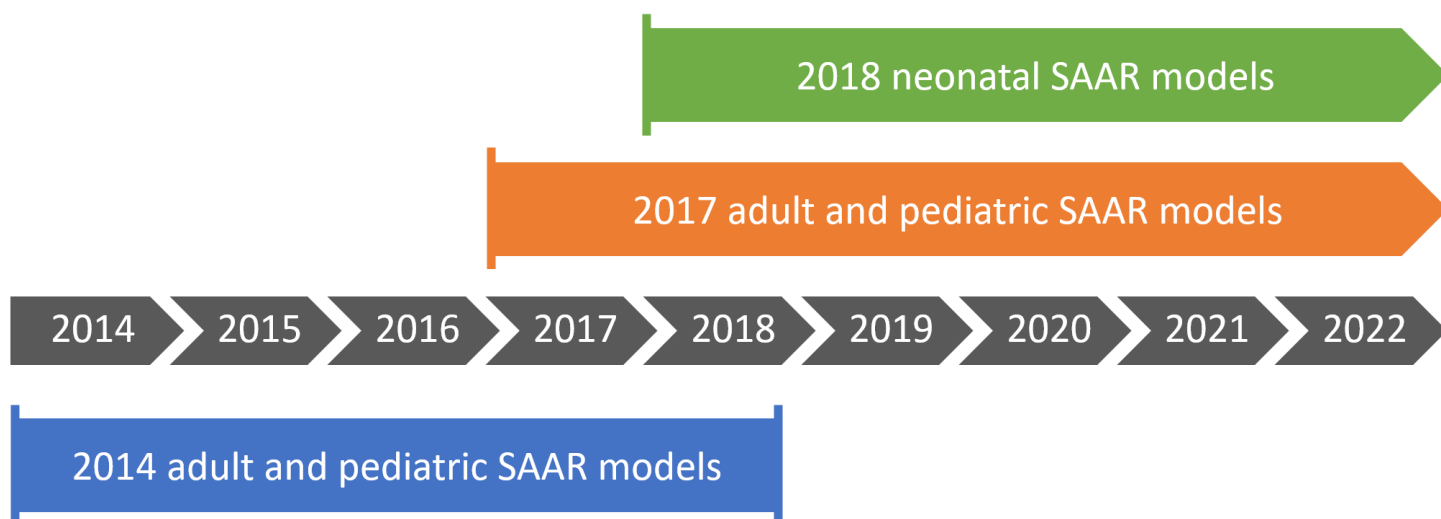 2018 neonatal SAAR models
2017 adult and pediatric SAAR models
2014 2015 2016 2017 2018 2019 2020 2021 2022
2014 adult and pediatric SAAR models